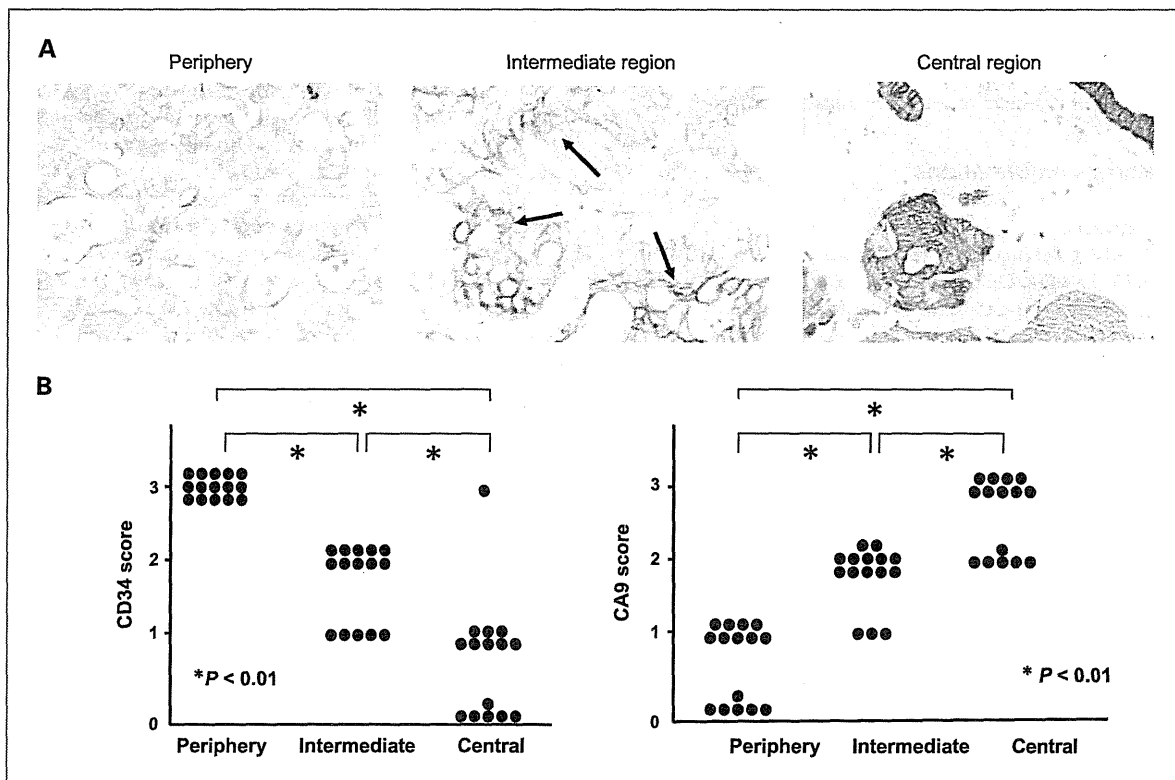 A
Periphery
Intermediate region
Central region
B
*
*
*
CD34 score
3
2
1
0
*P < 0.01
Periphery
Intermediate
Central
*
*
*
CA9 score
3
2
1
0
* P < 0.01
Periphery
Intermediate
Central